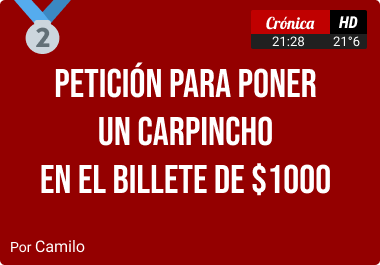 2
Crónica HD
21:28 21°6
PETICIÓN PARA PONER
UN CARPINCHO
EN EL BILLETE DE $1000
Por Camilo